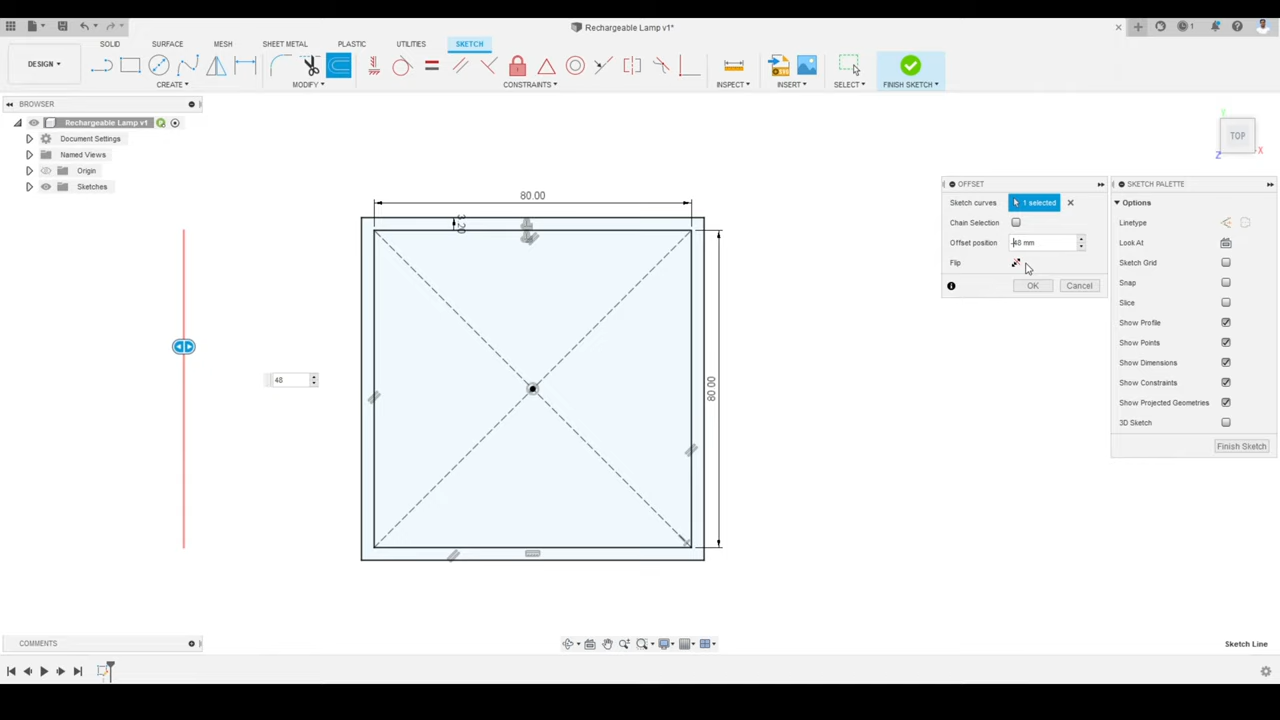 Rechargeable Lamp v1*
SOLID SURFACE MESH SHEET METAL PLASTIC UTILITIES SKETCH
DESIGN
CREATE MODIFY CONSTRAINTS INSPECT INSERT SELECT FINISH SKETCH
BROWSER
Rechargeable Lamp v1
Document Settings
Named Views
Origin
Sketches
80.00
3.20
80.00
48
TOP
Y
X
Z
OFFSET
Sketch curves 1 selected
Chain Selection
Offset position -48 mm
Flip
OK Cancel
SKETCH PALETTE
Options
Linetype
Look At
Sketch Grid
Snap
Slice
Show Profile
Show Points
Show Dimensions
Show Constraints
Show Projected Geometries
3D Sketch
Finish Sketch
COMMENTS
Sketch Line